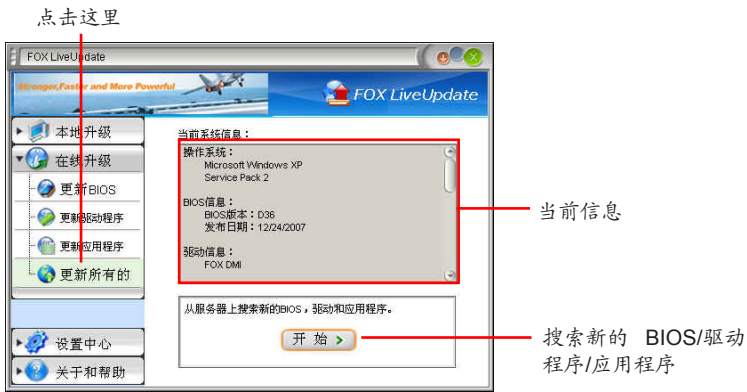 点击这里
FOX LiveUpdate
Stronger,Faster and More Powerful
FOX LiveUpdate
本地升级
在线升级
更新BIOS
更新驱动程序
更新应用程序
更新所有的
设置中心
关于和帮助
当前系统信息：
操作系统：
Microsoft Windows XP
Service Pack 2
BIOS信息：
BIOS版本：D36
发布日期：12/24/2007
驱动信息：
FOX DMI
从服务器上搜索新的BIOS，驱动和应用程序。
开 始
当前信息
搜索新的 BIOS/驱动
程序/应用程序